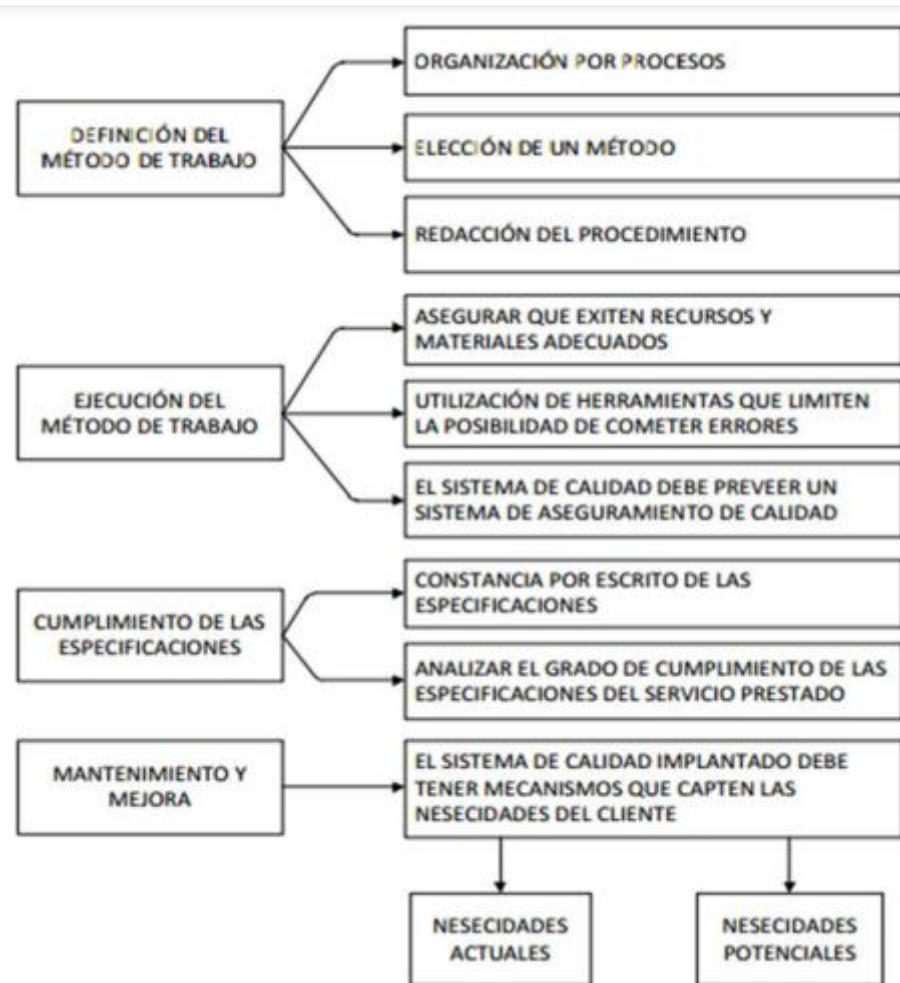 DEFINICIÓN DEL
MÉTODO DE TRABAJO
ORGANIZACIÓN POR PROCESOS
ELECCIÓN DE UN MÉTODO
REDACCIÓN DEL PROCEDIMIENTO
EJECUCIÓN DEL
MÉTODO DE TRABAJO
ASEGURAR QUE EXITEN RECURSOS Y
MATERIALES ADECUADOS
UTILIZACIÓN DE HERRAMIENTAS QUE LIMITEN
LA POSIBILIDAD DE COMETER ERRORES
EL SISTEMA DE CALIDAD DEBE PREVEER UN
SISTEMA DE ASEGURAMIENTO DE CALIDAD
CUMPLIMIENTO DE LAS
ESPECIFICACIONES
CONSTANCIA POR ESCRITO DE LAS
ESPECIFICACIONES
ANALIZAR EL GRADO DE CUMPLIMIENTO DE LAS
ESPECIFICACIONES DEL SERVICIO PRESTADO
MANTENIMIENTO Y
MEJORA
EL SISTEMA DE CALIDAD IMPLANTADO DEBE
TENER MECANISMOS QUE CAPTEN LAS
NESECIDADES DEL CLIENTE
NESECIDADES
ACTUALES
NESECIDADES
POTENCIALES